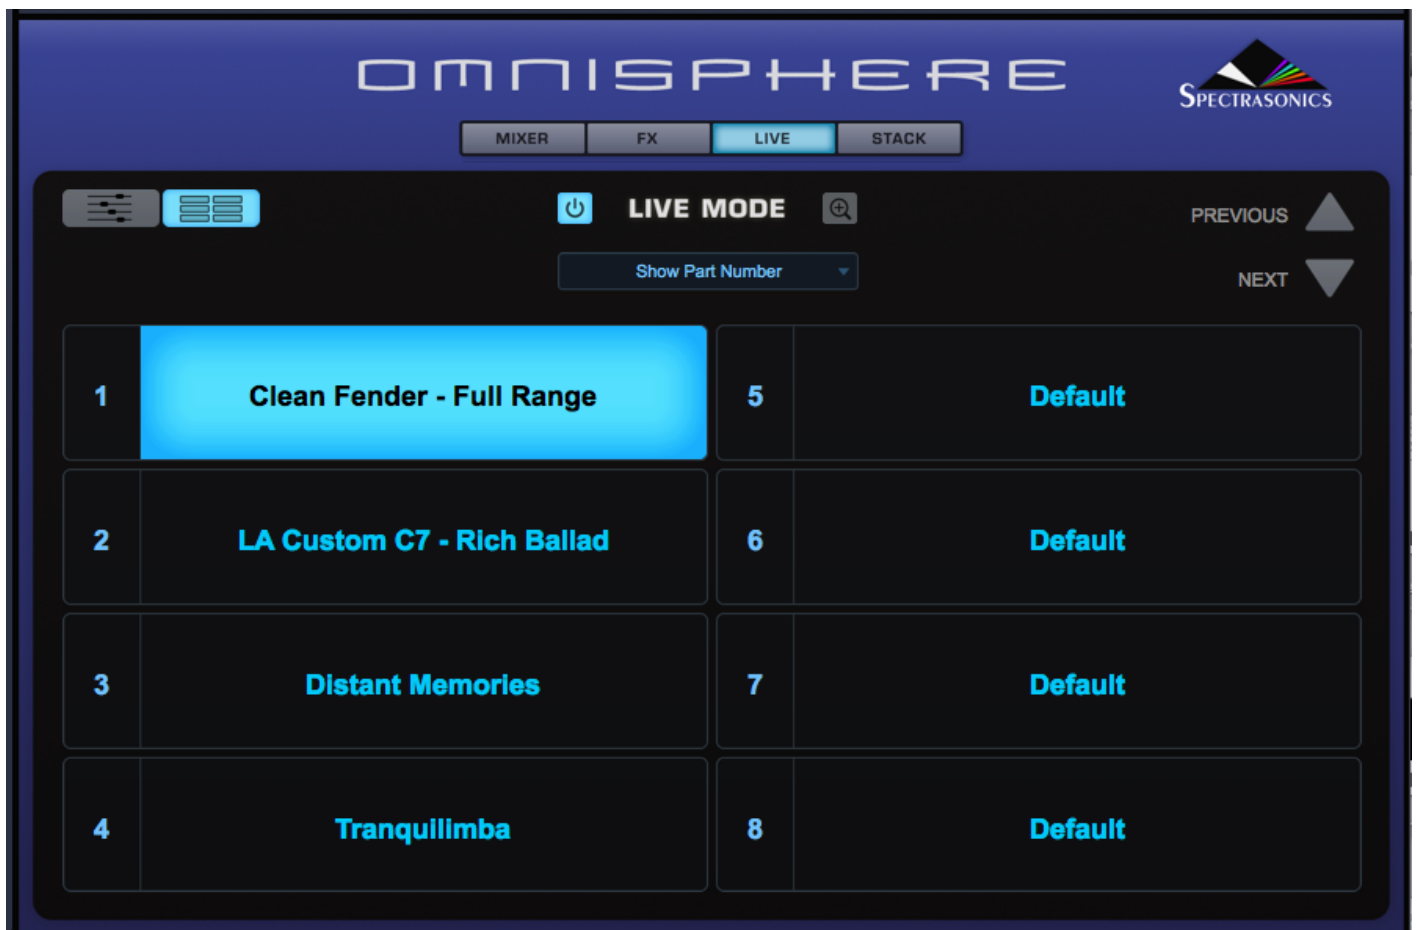 OMNISPHERE
SPECTRASONICS
MIXER FX LIVE STACK
LIVE MODE
PREVIOUS
Show Part Number
NEXT
1 Clean Fender - Full Range
5 Default
2 LA Custom C7 - Rich Ballad
6 Default
3 Distant Memories
7 Default
4 Tranquilimba
8 Default